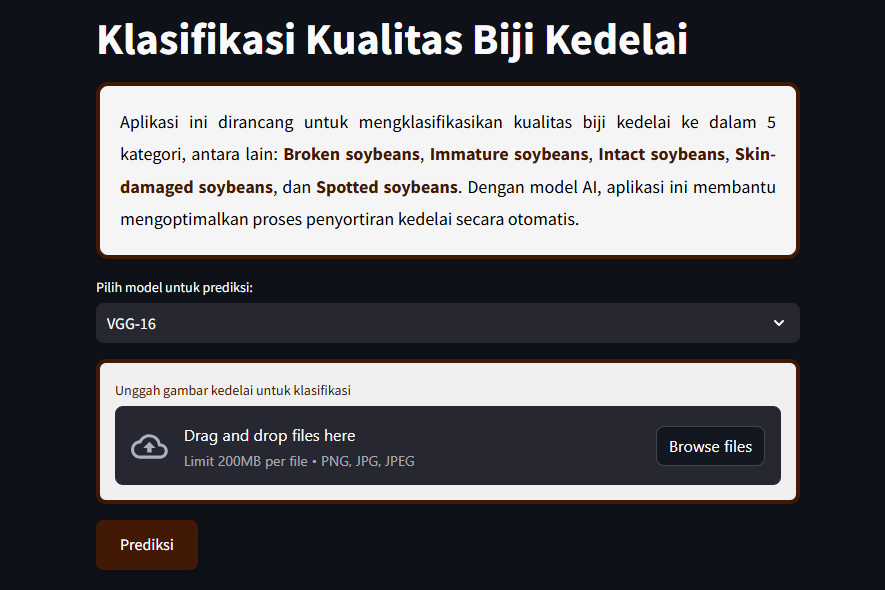 Klasifikasi Kualitas Biji Kedelai
Aplikasi ini dirancang untuk mengklasifikasikan kualitas biji kedelai ke dalam 5
kategori, antara lain: Broken soybeans, Immature soybeans, Intact soybeans, Skin-
damaged soybeans, dan Spotted soybeans. Dengan model AI, aplikasi ini membantu
mengoptimalkan proses penyortiran kedelai secara otomatis.
Pilih model untuk prediksi:
VGG-16
Unggah gambar kedelai untuk klasifikasi
Drag and drop files here
Limit 200MB per file • PNG, JPG, JPEG
Browse files
Prediksi